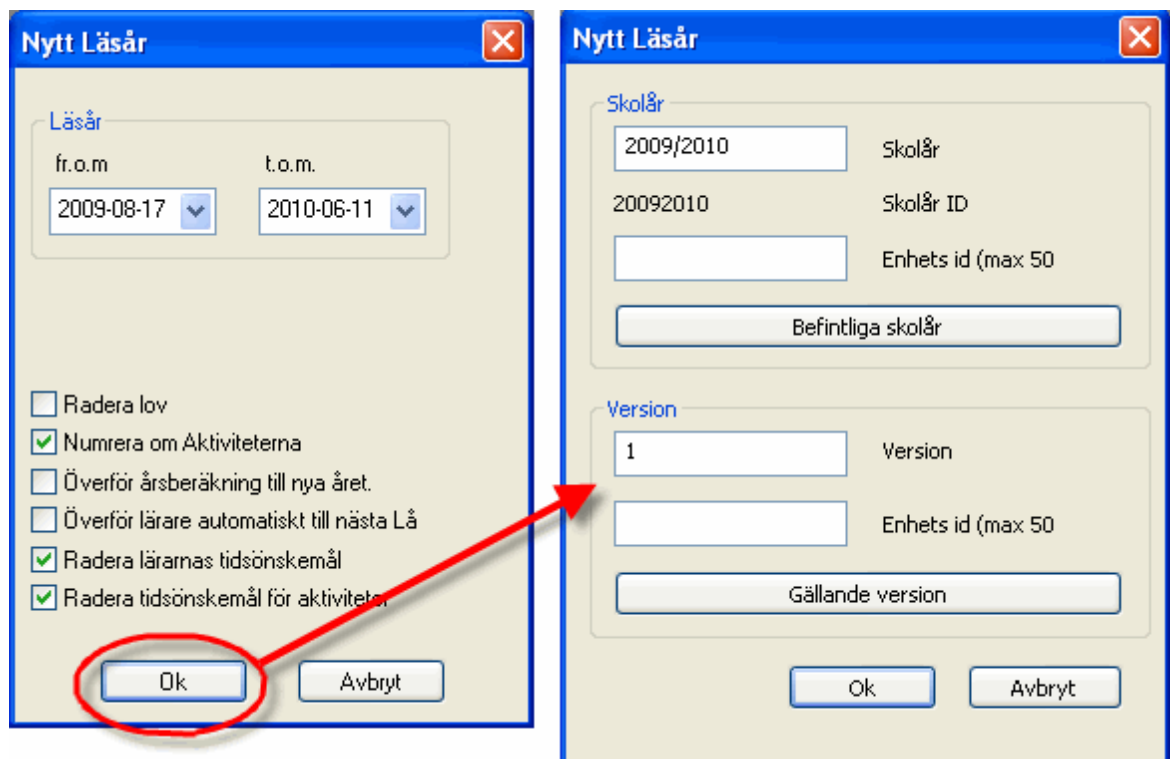 Nytt Läsår
Läsår
fr.o.m t.o.m.
2009-08-17 2010-06-11
Radera lov
Numrera om Aktiviteterna
Överför årsberäkning till nya året.
Överför lärare automatiskt till nästa Lå
Radera lärarnas tidsönskemål
Radera tidsönskemål för aktiviteter
Ok Avbryt
Nytt Läsår
Skolår
2009/2010 Skolår
20092010 Skolår ID
Enhets id (max 50
Befintliga skolår
Version
1 Version
Enhets id (max 50
Gällande version
Ok Avbryt